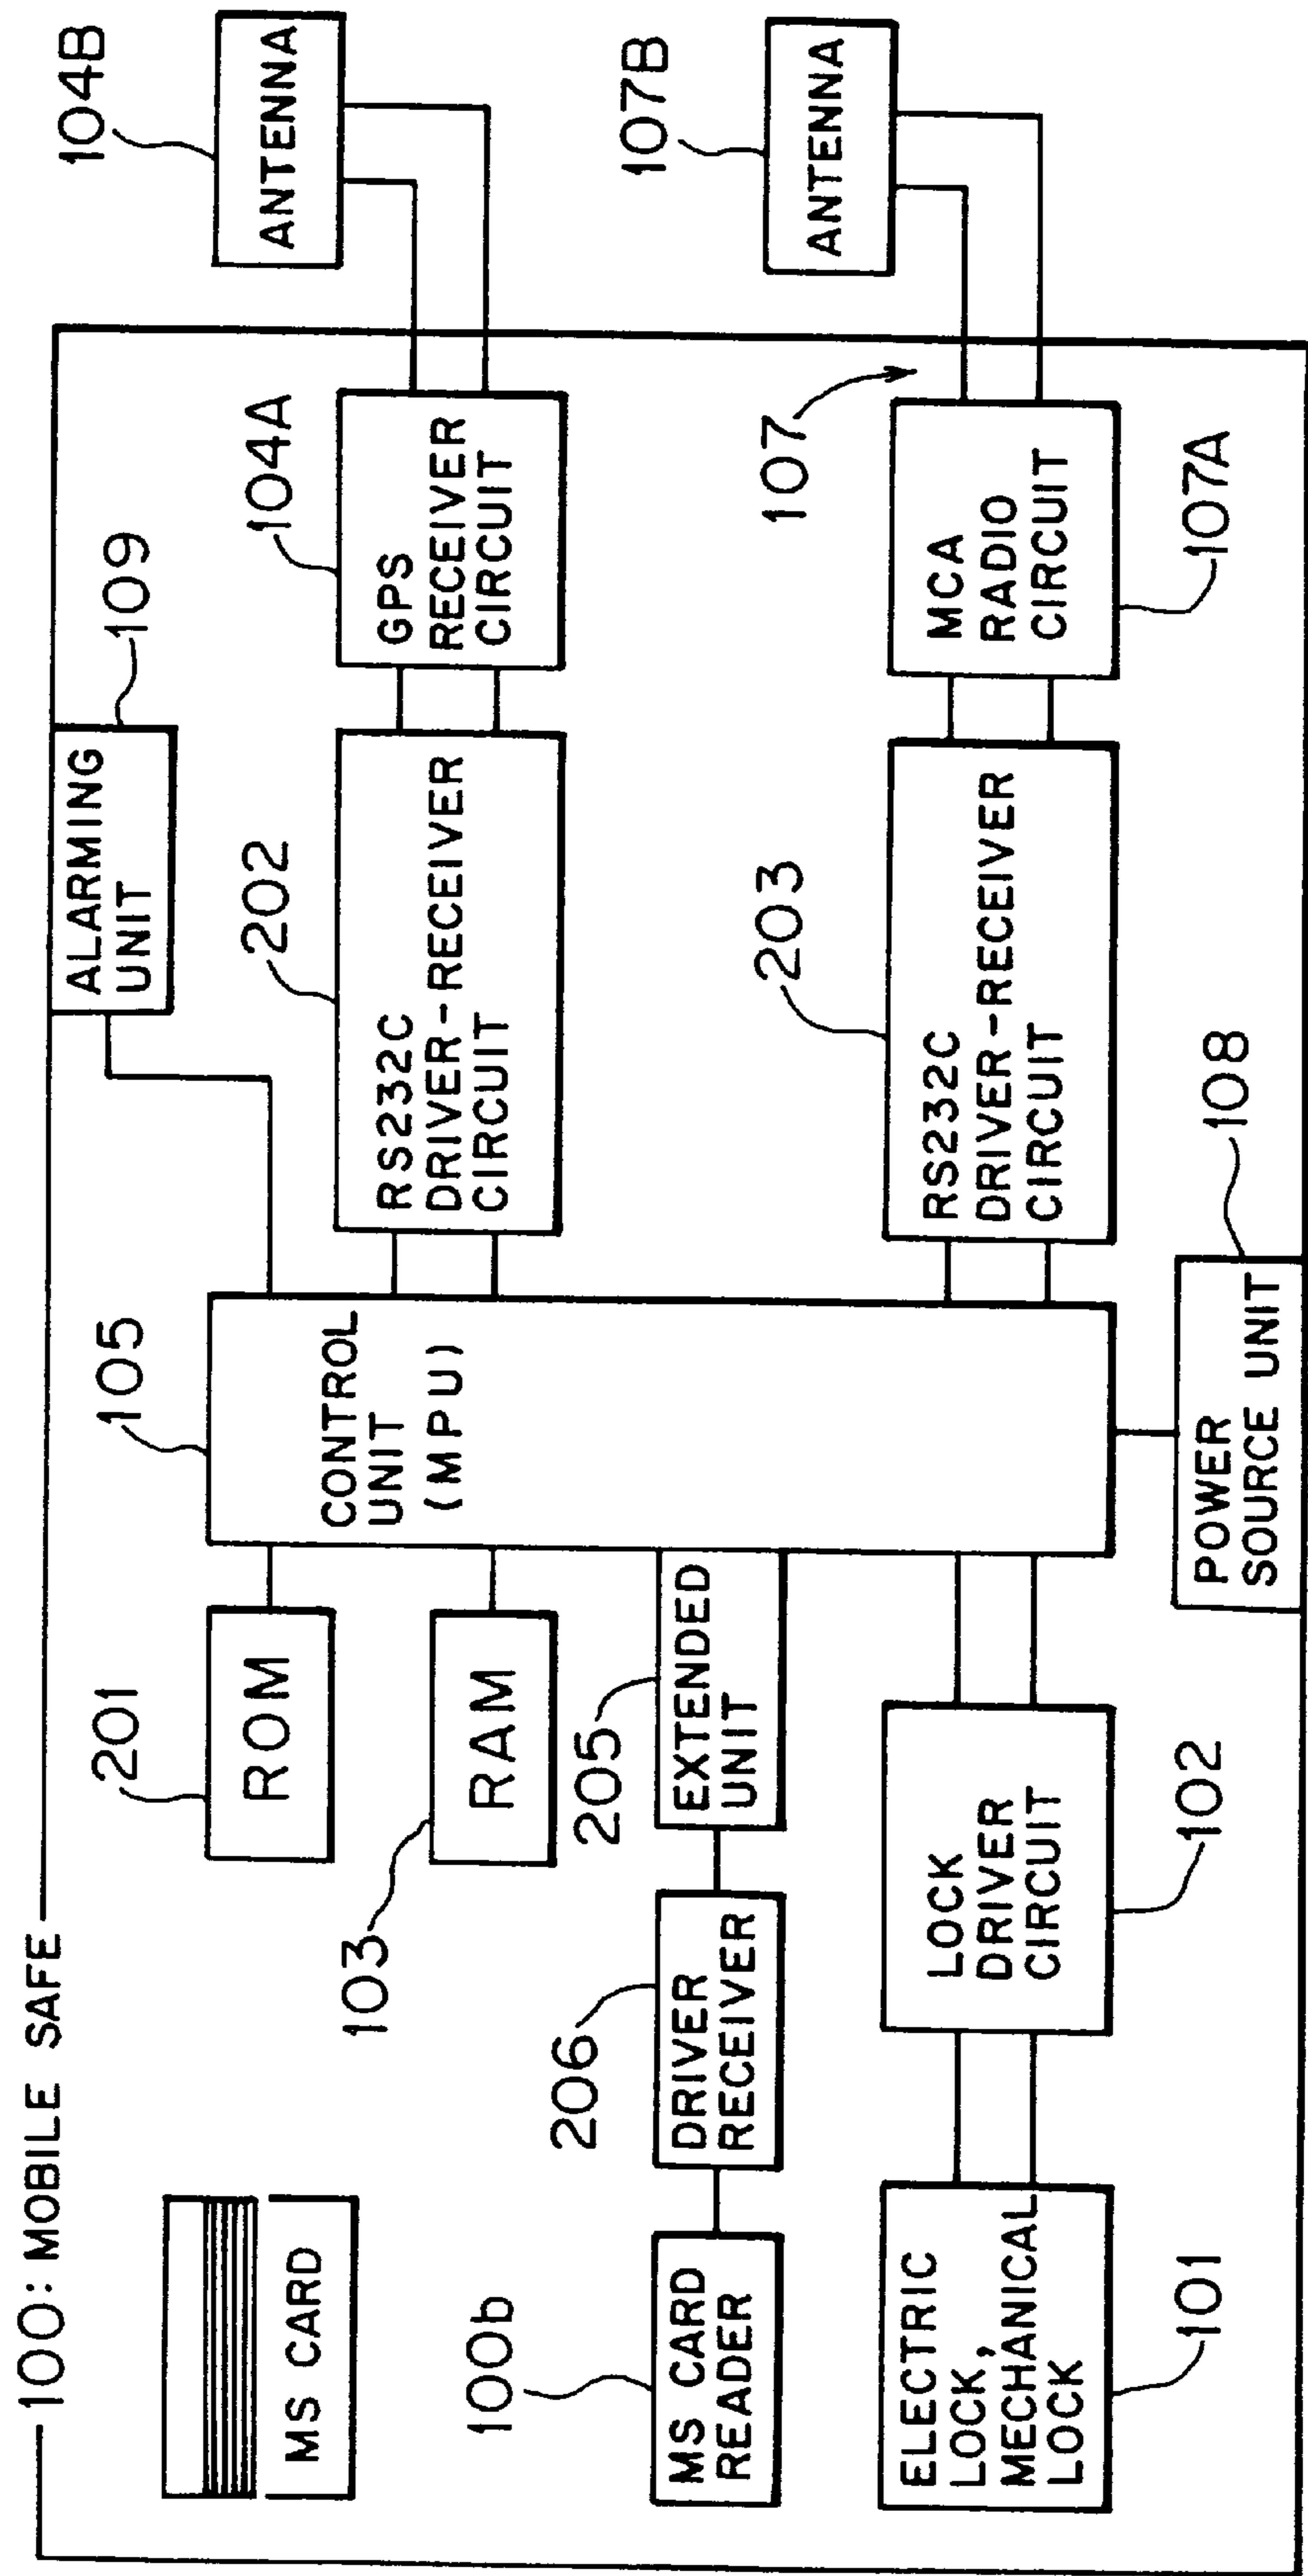 100: MOBILE SAFE
MS CARD
201
ROM
103
RAM
105
CONTROL
UNIT
(MPU)
109
ALARMING
UNIT
202
RS232C
DRIVER-RECEIVER
CIRCUIT
104A
GPS
RECEIVER
CIRCUIT
104B
ANTENNA
100b
MS CARD
READER
206
DRIVER
RECEIVER
205
EXTENDED
UNIT
203
RS232C
DRIVER-RECEIVER
CIRCUIT
107
MCA
RADIO
CIRCUIT
107A
107B
ANTENNA
ELECTRIC
LOCK,
MECHANICAL
LOCK
101
LOCK
DRIVER
CIRCUIT
102
108
POWER
SOURCE UNIT